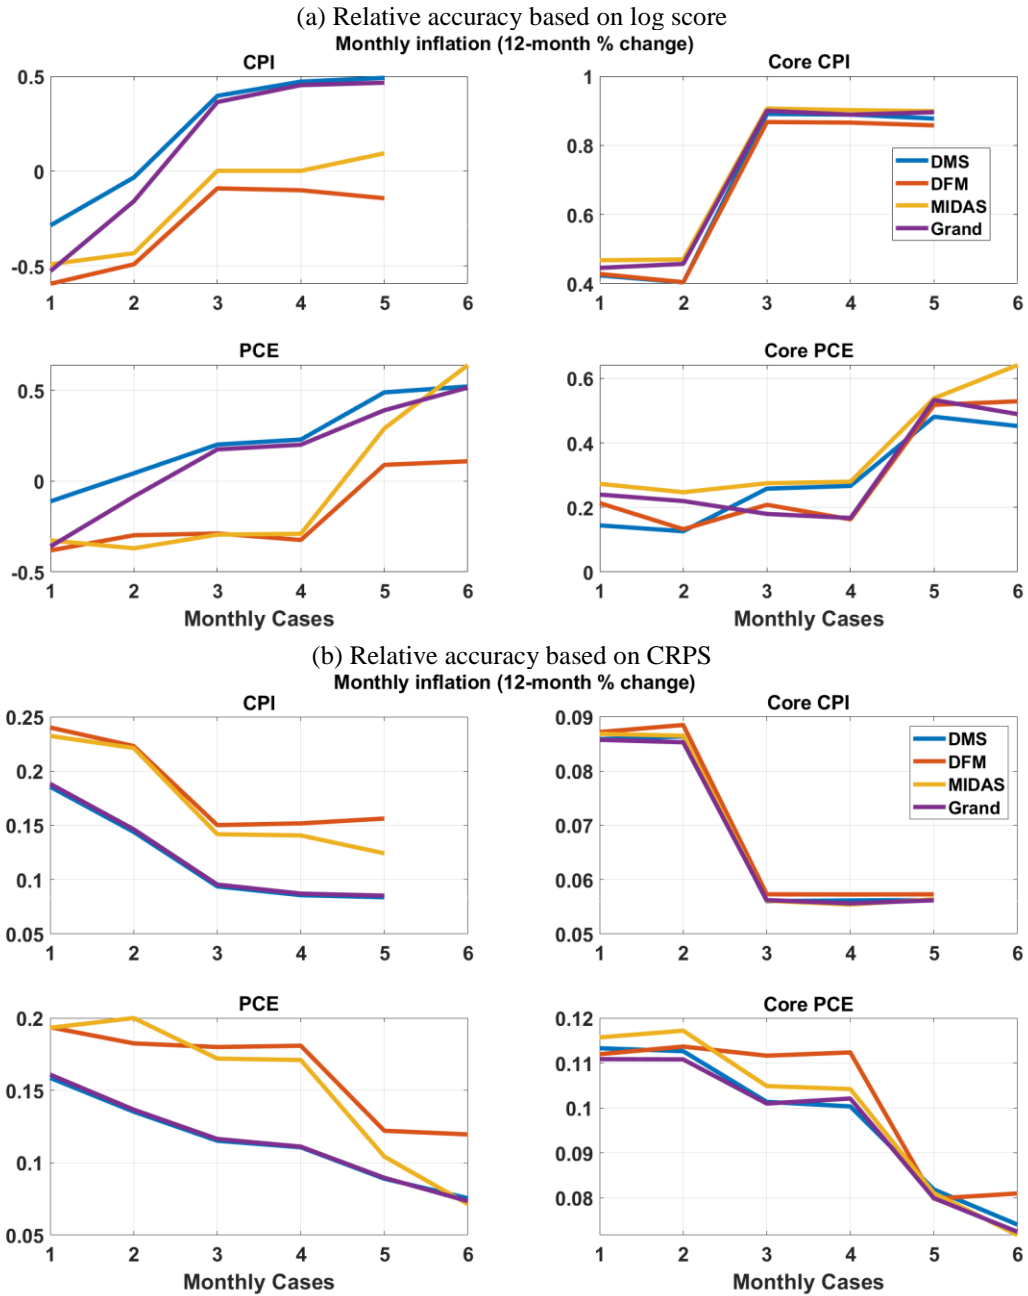 (a) Relative accuracy based on log score
Monthly inflation (12-month % change)
CPI
0.5
0
-0.5
1 2 3 4 5 6
Core CPI
1
0.8
0.6
0.4
1 2 3 4 5 6
DMS
DFM
MIDAS
Grand
PCE
0.5
0
-0.5
1 2 3 4 5 6
Monthly Cases
Core PCE
0.6
0.4
0.2
0
1 2 3 4 5 6
Monthly Cases
(b) Relative accuracy based on CRPS
Monthly inflation (12-month % change)
CPI
0.25
0.2
0.15
0.1
0.05
1 2 3 4 5 6
Core CPI
0.09
0.08
0.07
0.06
0.05
1 2 3 4 5 6
DMS
DFM
MIDAS
Grand
PCE
0.2
0.15
0.1
0.05
1 2 3 4 5 6
Monthly Cases
Core PCE
0.12
0.11
0.1
0.09
0.08
1 2 3 4 5 6
Monthly Cases